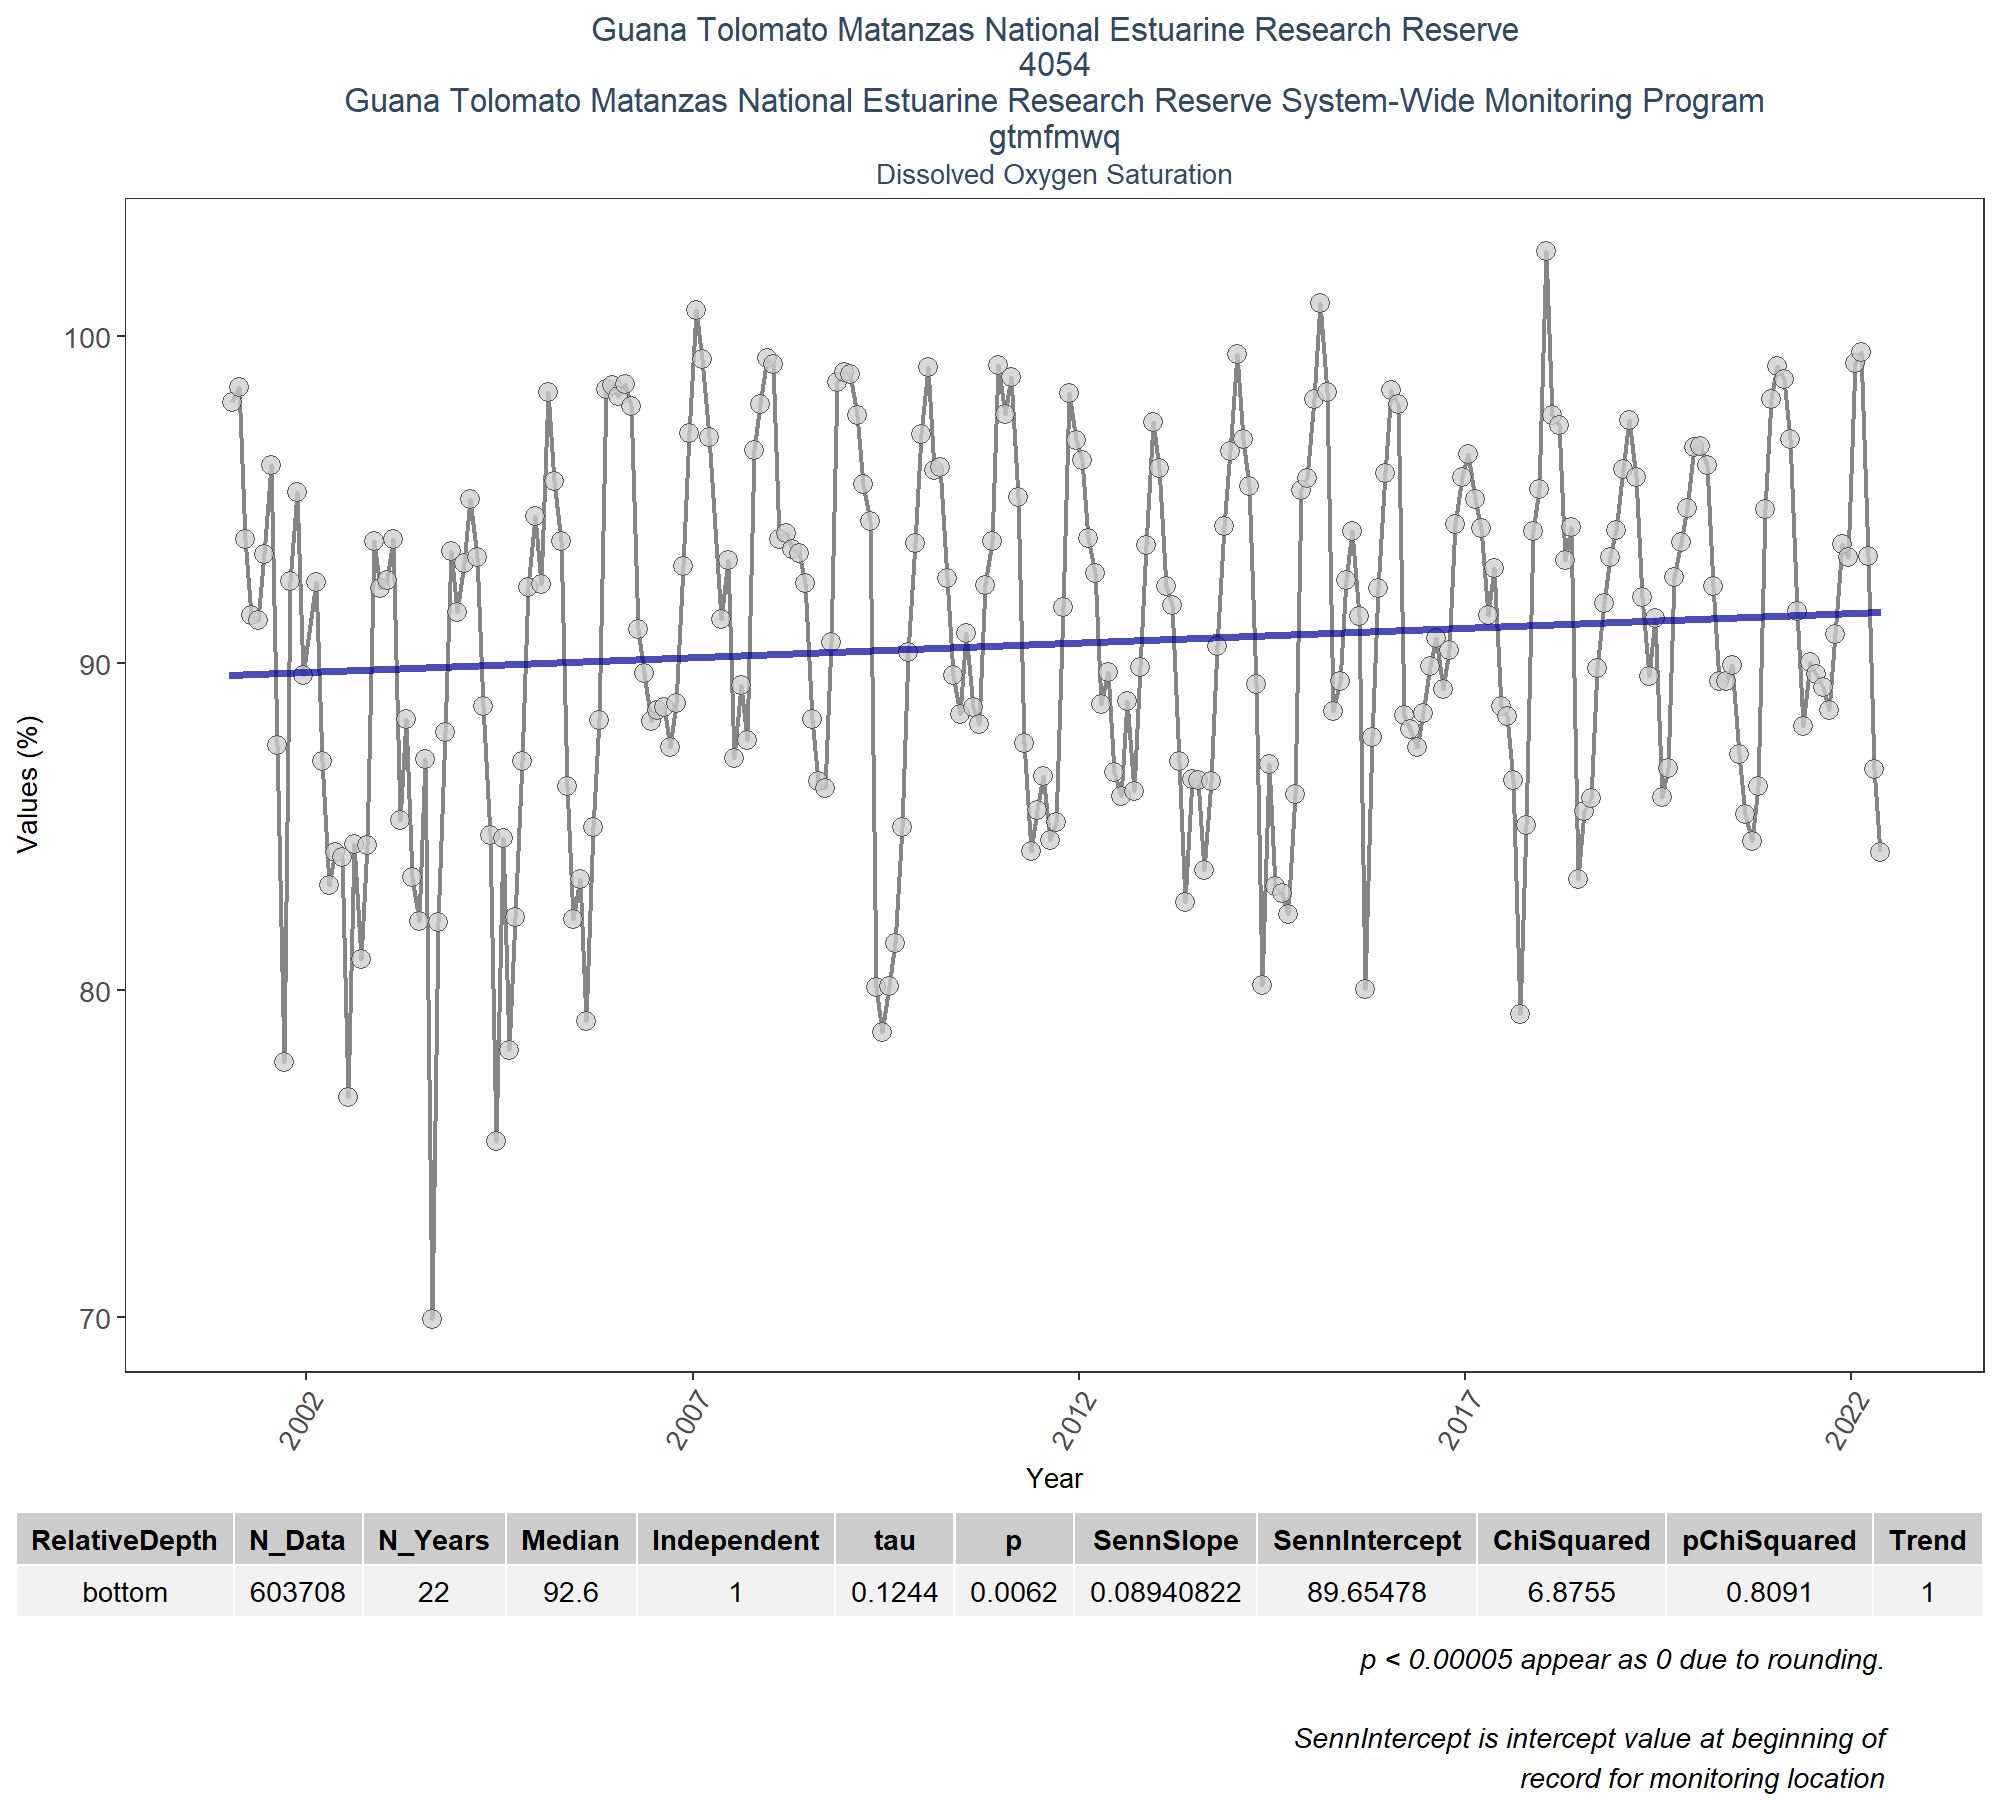 Guana Tolomato Matanzas National Estuarine Research Reserve
4054
Guana Tolomato Matanzas National Estuarine Research Reserve System-Wide Monitoring Program
gtmfmwq
Dissolved Oxygen Saturation
Values (%)
100
90
80
70
2002 2007 2012 2017 2022
Year
RelativeDepth N_Data N_Years Median Independent tau p SennSlope SennIntercept ChiSquared pChiSquared Trend
bottom 603708 22 92.6 1 0.1244 0.0062 0.08940822 89.65478 6.8755 0.8091 1
p < 0.00005 appear as 0 due to rounding.
SennIntercept is intercept value at beginning of
record for monitoring location